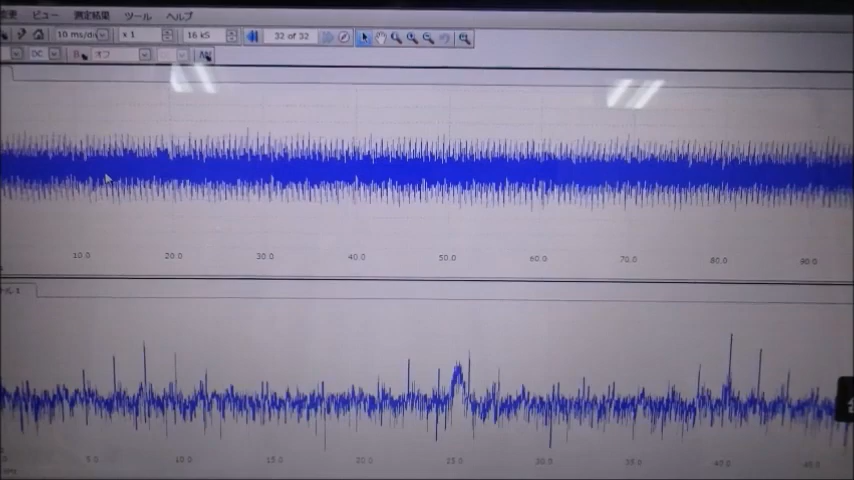 ビュー 測定結果 ツール ヘルプ
10 ms/div x 1 16 kS 32 of 32
DC オフ
10.0 20.0 30.0 40.0 50.0 60.0 70.0 80.0 90.0
5.0 10.0 15.0 20.0 25.0 30.0 35.0 40.0 45.0